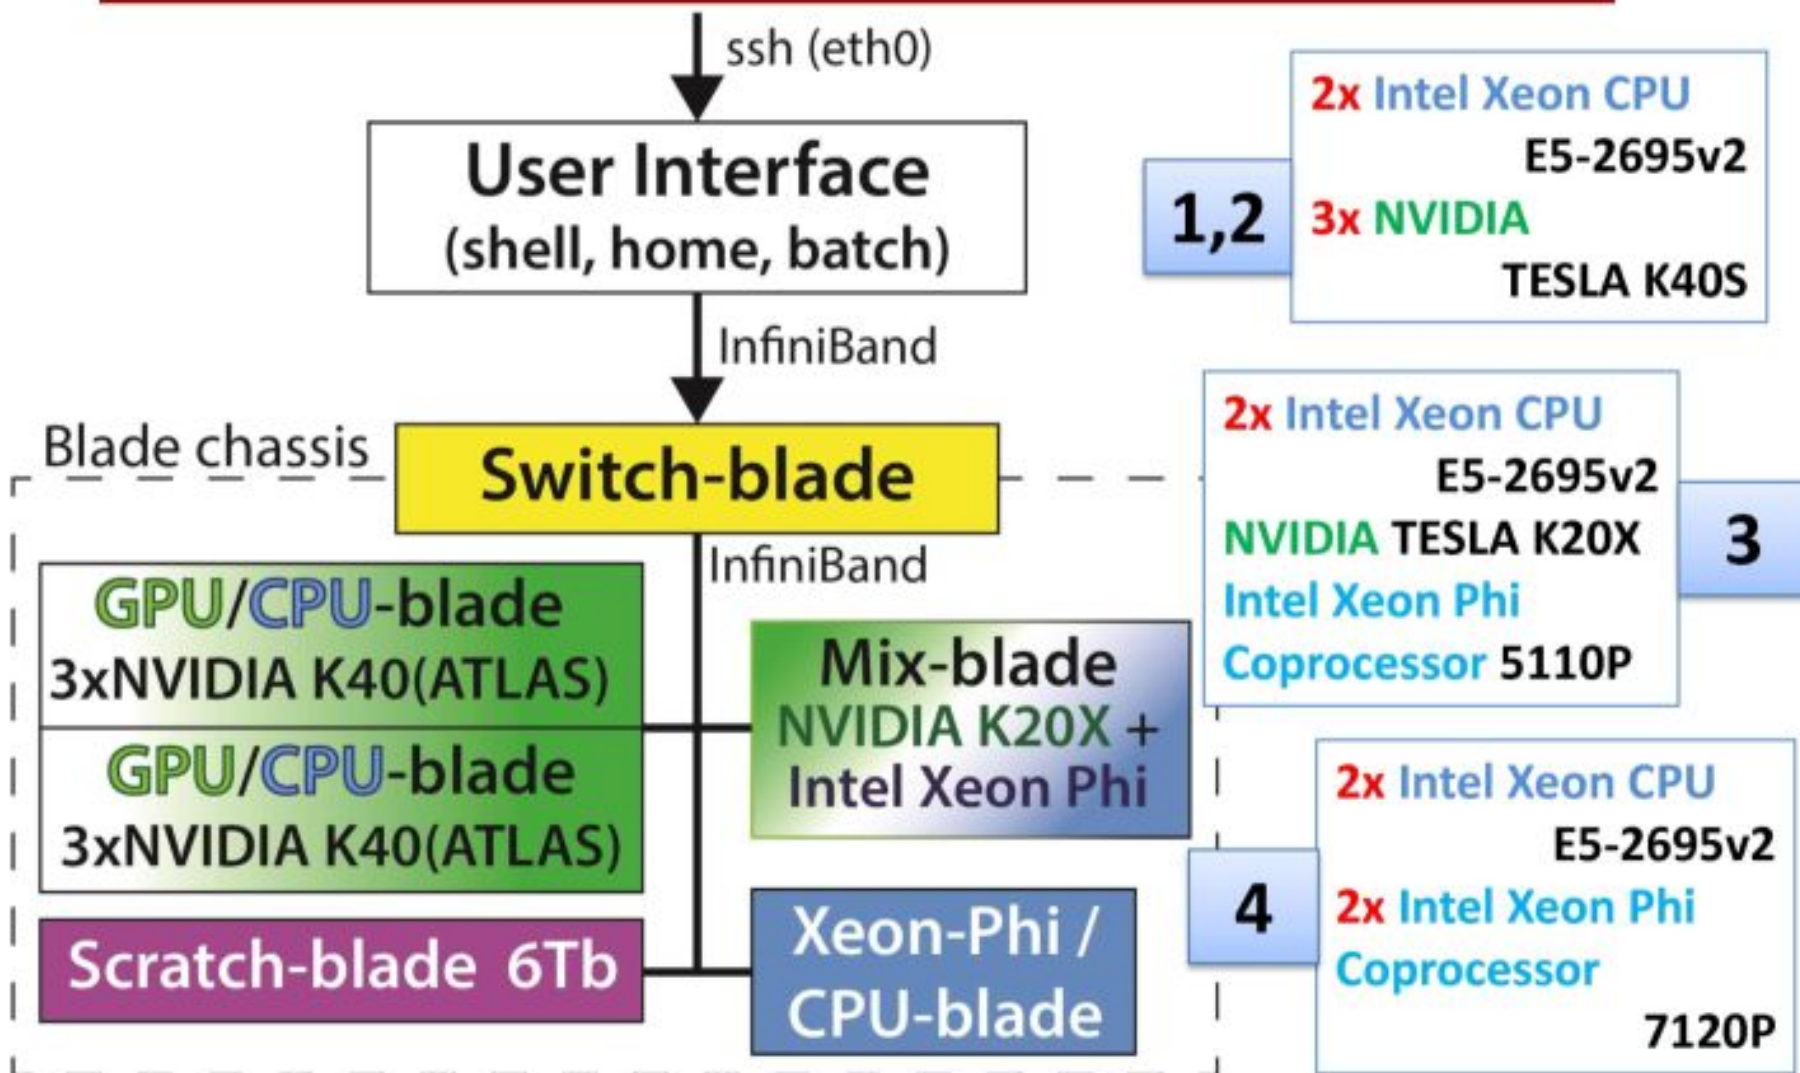 ssh (eth0)
User Interface
(shell, home, batch)
InfiniBand
Blade chassis
Switch-blade
InfiniBand
GPU/CPU-blade
3xNVIDIA K40(ATLAS)
GPU/CPU-blade
3xNVIDIA K40(ATLAS)
Scratch-blade 6Tb
Mix-blade
NVIDIA K20X +
Intel Xeon Phi
Xeon-Phi /
CPU-blade
1,2
2x Intel Xeon CPU
E5-2695v2
3x NVIDIA
TESLA K40S
2x Intel Xeon CPU
E5-2695v2
NVIDIA TESLA K20X
Intel Xeon Phi
Coprocessor 5110P
3
4
2x Intel Xeon CPU
E5-2695v2
2x Intel Xeon Phi
Coprocessor
7120P